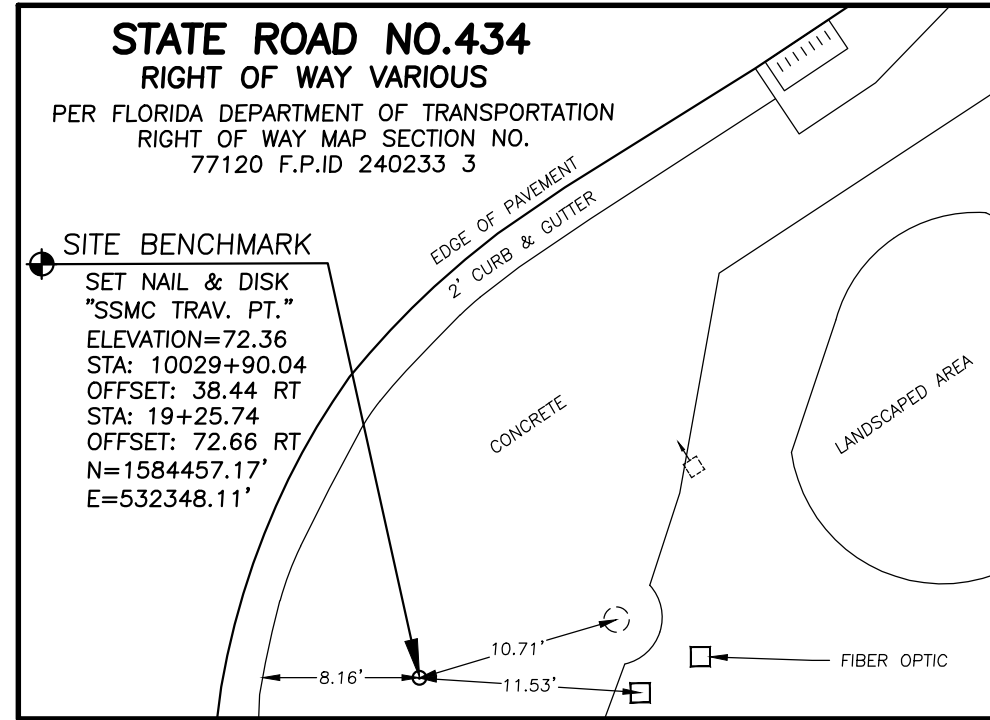 STATE ROAD NO.434
RIGHT OF WAY VARIOUS
PER FLORIDA DEPARTMENT OF TRANSPORTATION
RIGHT OF WAY MAP SECTION NO.
77120 F.P.ID 240233 3
EDGE OF PAVEMENT
2' CURB & GUTTER
SITE BENCHMARK
SET NAIL & DISK
"SSMC TRAV. PT."
ELEVATION=72.36
STA: 10029+90.04
OFFSET: 38.44 RT
STA: 19+25.74
OFFSET: 72.66 RT
N=1584457.17'
E=532348.11'
CONCRETE
LANDSCAPED AREA
10.71'
8.16'
11.53'
FIBER OPTIC